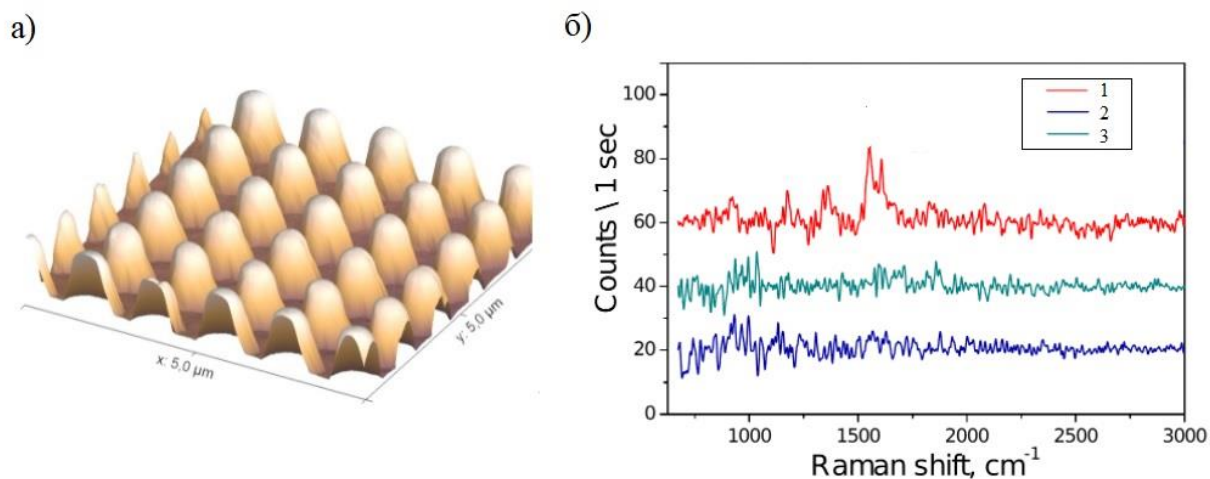 а)
x: 5,0 µm
y: 5,0 µm
б)
Counts \ 1 sec
100
80
60
40
20
0
1
2
3
1000 1500 2000 2500 3000
Raman shift, cm-1